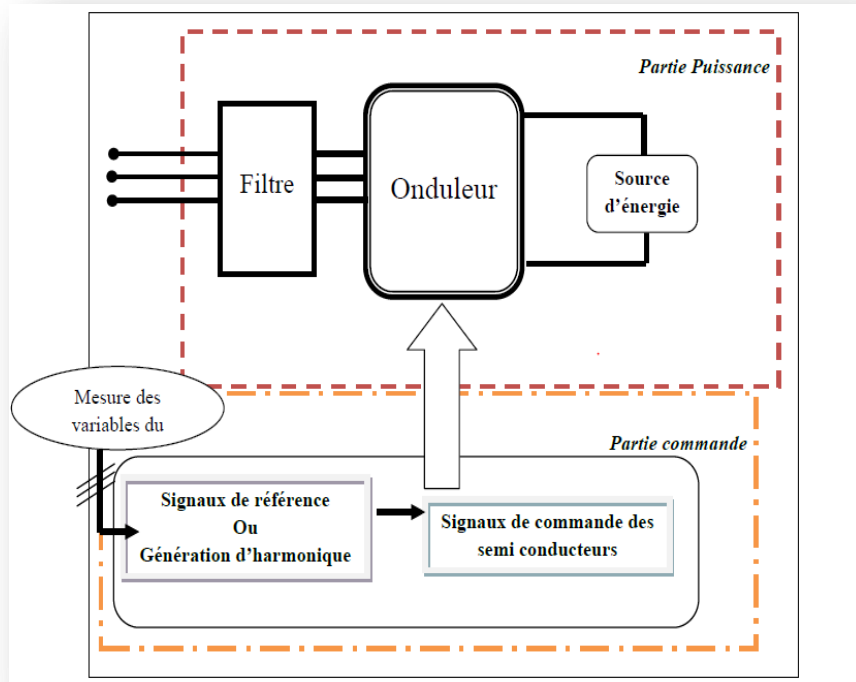 Partie Puissance
Filtre
Onduleur
Source
d'énergie
Mesure des
variables du
Partie commande
Signaux de référence
Ou
Génération d'harmonique
Signaux de commande des
semi conducteurs